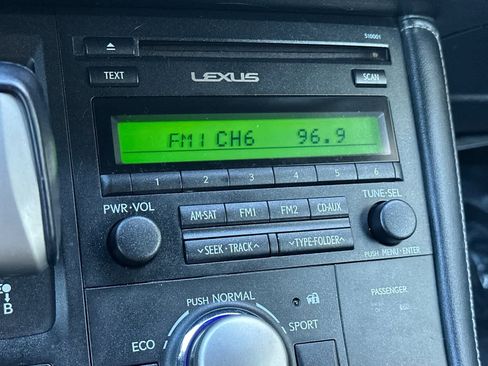 510001
TEXT LEXUS SCAN
FM1 CH6 96.9
1 2 3 4 5 6
PWR·VOL TUNE·SEL
AM·SAT FM1 FM2 CD·AUX
SEEK·TRACK TYPE·FOLDER
PUSH MENU·ENTER
PUSH NORMAL
PASSENGER
ECO SPORT
B